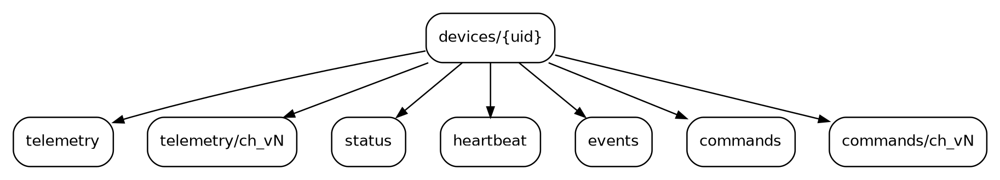 devices/{uid}
telemetry
telemetry/ch_vN
status
heartbeat
events
commands
commands/ch_vN